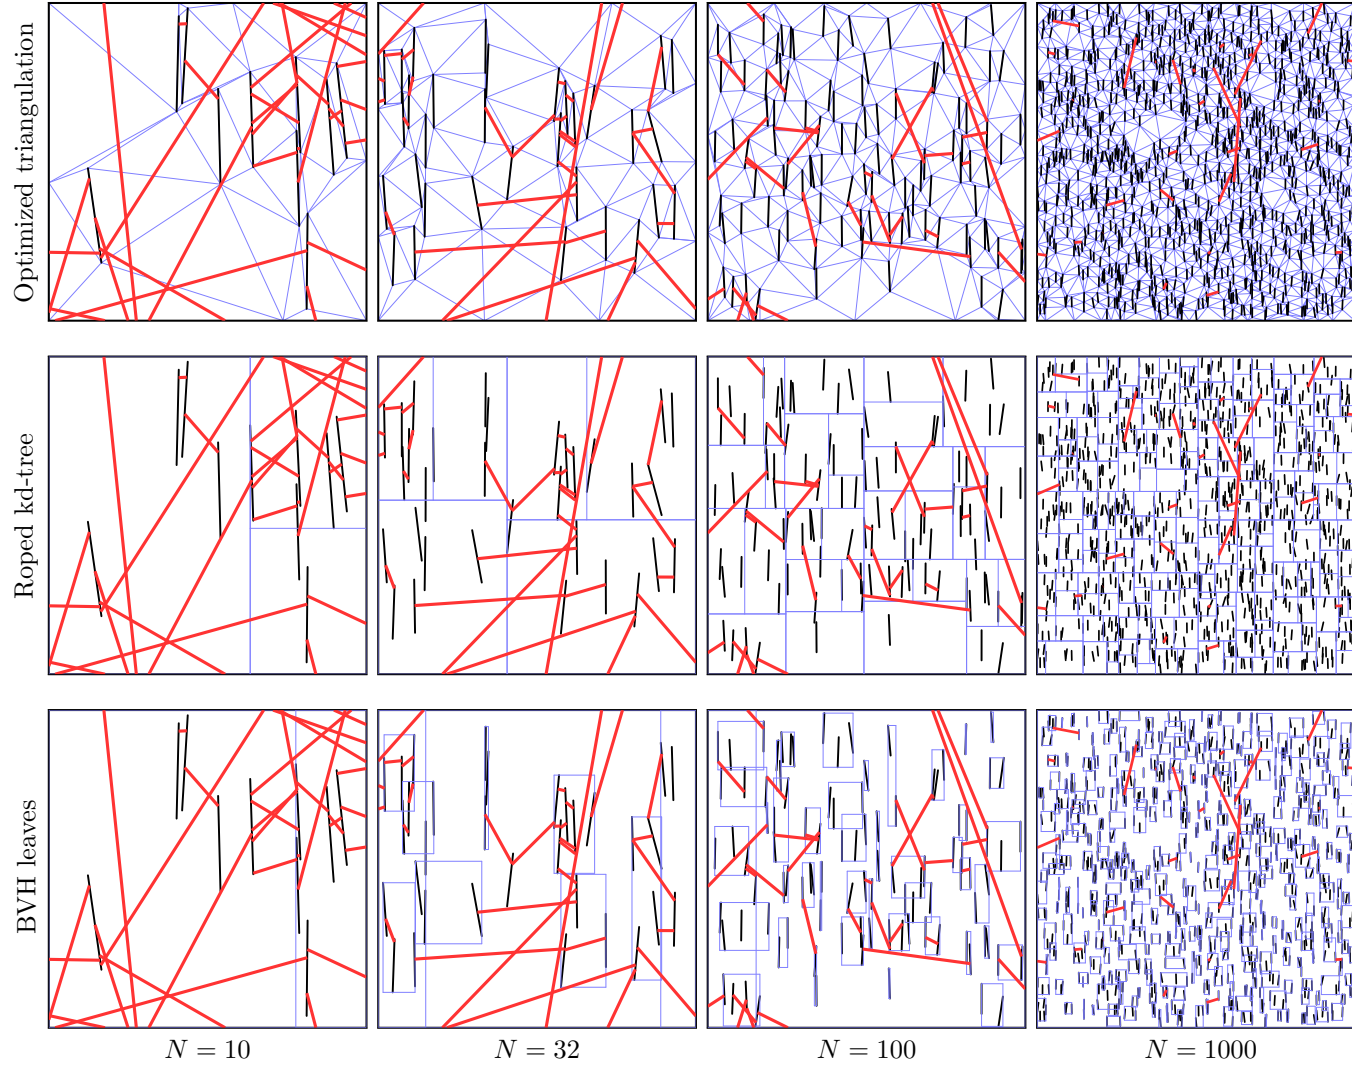 Optimized triangulation
Roped kd-tree
BVH leaves
N = 10
N = 32
N = 100
N = 1000